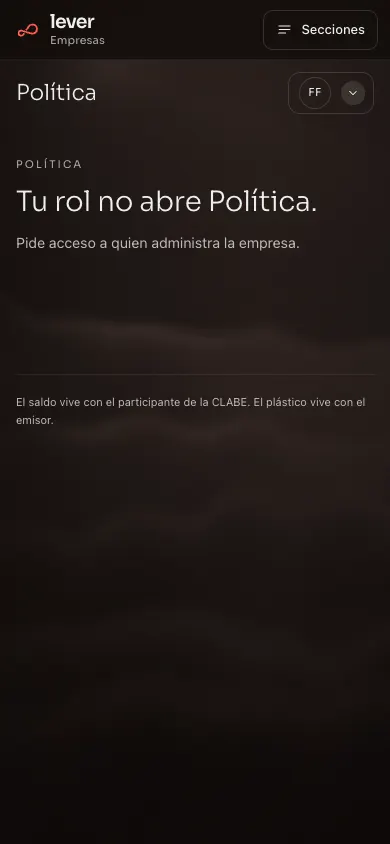 lever
Empresas
Secciones
Política
FF
POLÍTICA
Tu rol no abre Política.
Pide acceso a quien administra la empresa.
El saldo vive con el participante de la CLABE. El plástico vive con el
emisor.